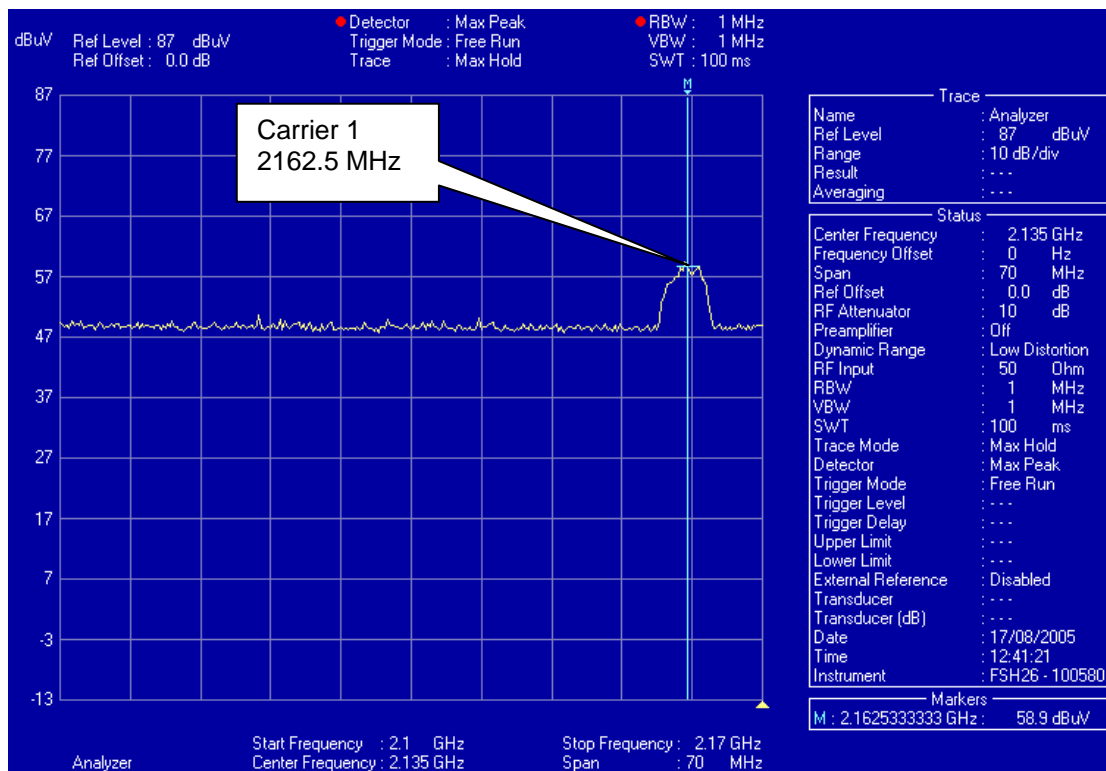 dBuV
Ref Level : 87 dBuV
Ref Offset : 0.0 dB
Detector : Max Peak
Trigger Mode : Free Run
Trace : Max Hold
RBW : 1 MHz
VBW : 1 MHz
SWT : 100 ms
M
87
77
67
57
47
37
27
17
7
-3
-13
Carrier 1
2162.5 MHz
Start Frequency : 2.1 GHz
Stop Frequency : 2.17 GHz
Analyzer
Center Frequency : 2.135 GHz
Span : 70 MHz
Trace
Name : Analyzer
Ref Level : 87 dBuV
Range : 10 dB/div
Result : ---
Averaging : ---
Status
Center Frequency : 2.135 GHz
Frequency Offset : 0 Hz
Span : 70 MHz
Ref Offset : 0.0 dB
RF Attenuator : 10 dB
Preamplifier : Off
Dynamic Range : Low Distortion
RF Input : 50 Ohm
RBW : 1 MHz
VBW : 1 MHz
SWT : 100 ms
Trace Mode : Max Hold
Detector : Max Peak
Trigger Mode : Free Run
Trigger Level : ---
Trigger Delay : ---
Upper Limit : ---
Lower Limit : ---
External Reference : Disabled
Transducer : ---
Transducer (dB) : ---
Date : 17/08/2005
Time : 12:41:21
Instrument : FSH26 - 100580
Markers
M : 2.1625333333 GHz : 58.9 dBuV